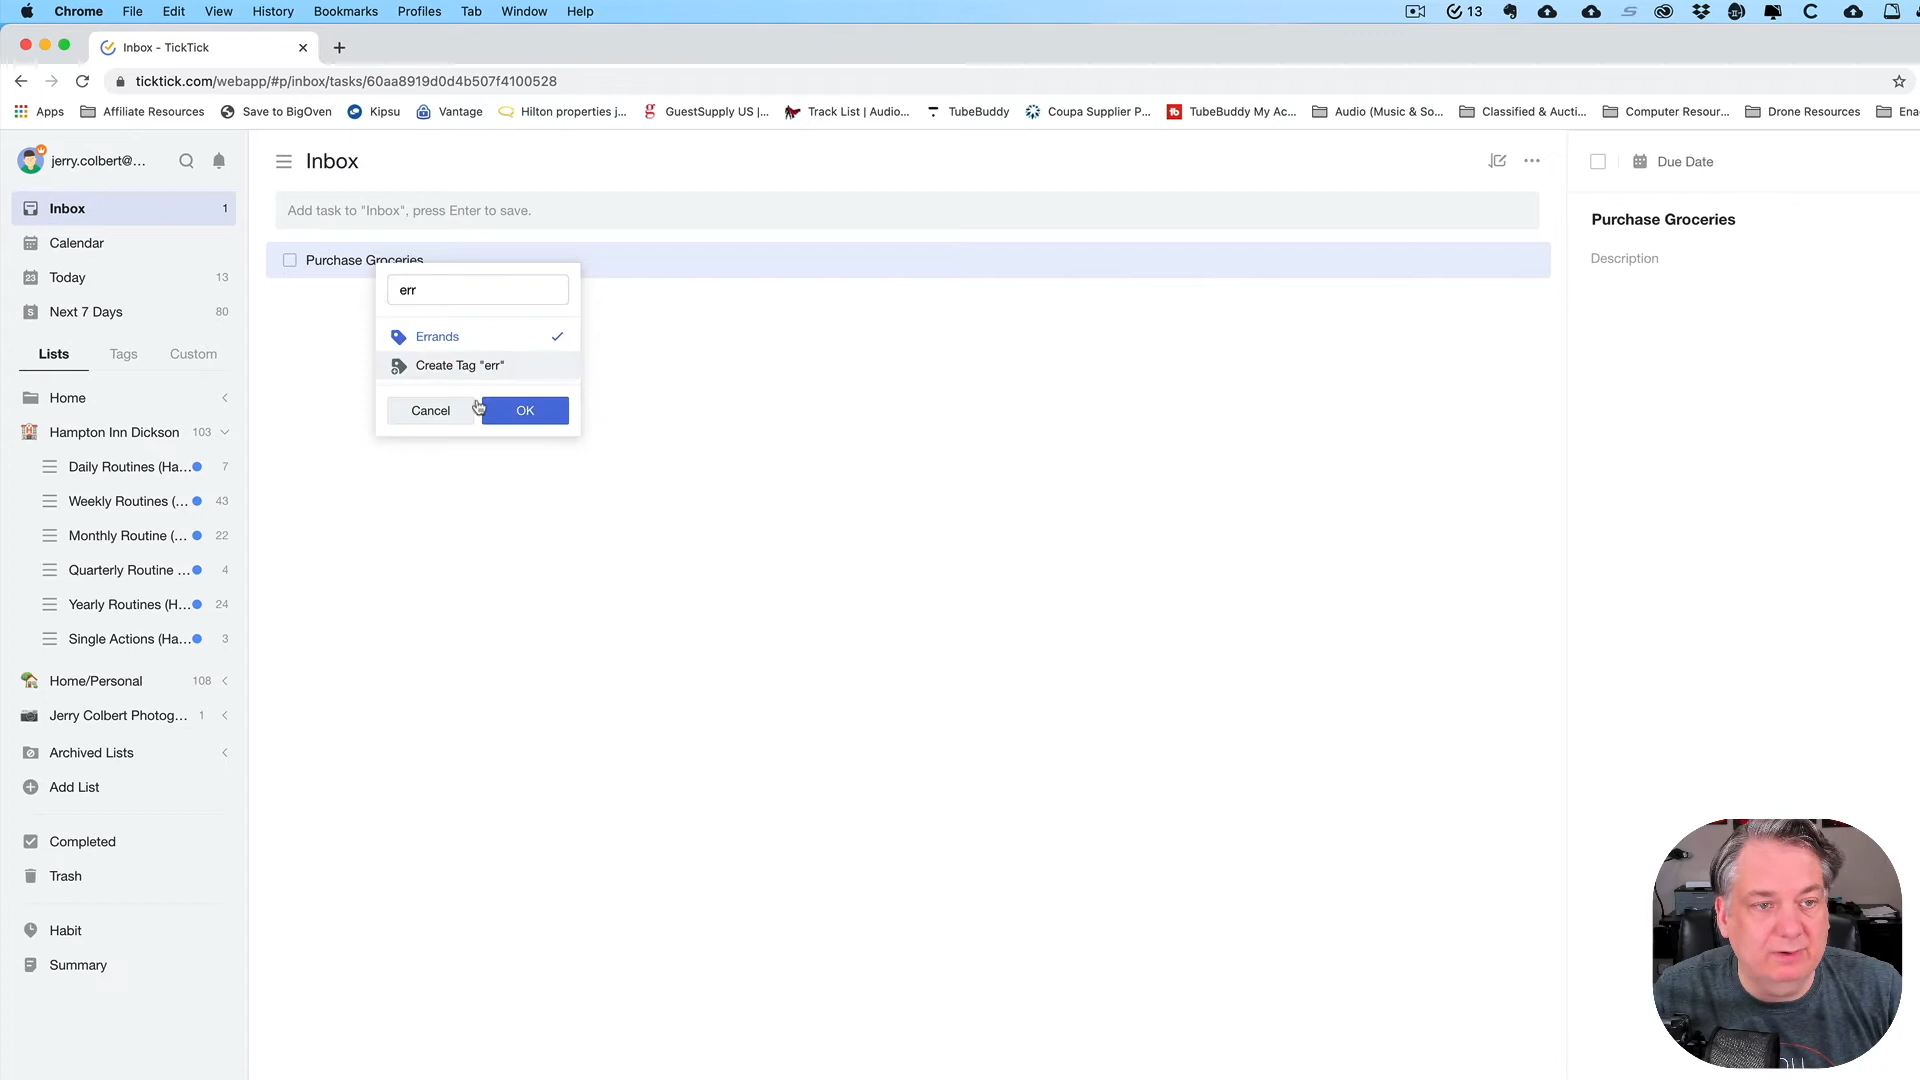 Chrome File Edit View History Bookmarks Profiles Tab Window Help 13
Inbox - TickTick
ticktick.com/webapp/#p/inbox/tasks/60aa8919d0d4b507f4100528
Apps Affiliate Resources Save to BigOven Kipsu Vantage Hilton properties j... GuestSupply US |... Track List | Audio... TubeBuddy Coupa Supplier P... TubeBuddy My Ac... Audio (Music & So... Classified & Aucti... Computer Resour... Drone Resources Ena
jerry.colbert@...
Inbox 1
Calendar
Today 13
Next 7 Days 80
Lists Tags Custom
Home
Hampton Inn Dickson 103
Daily Routines (Ha... 7
Weekly Routines (... 43
Monthly Routine (... 22
Quarterly Routine ... 4
Yearly Routines (H... 24
Single Actions (Ha... 3
Home/Personal 108
Jerry Colbert Photog... 1
Archived Lists
Add List
Completed
Trash
Habit
Summary
Inbox
Add task to "Inbox", press Enter to save.
Purchase Groceries
err
Errands
Create Tag "err"
Cancel OK
Due Date
Purchase Groceries
Description